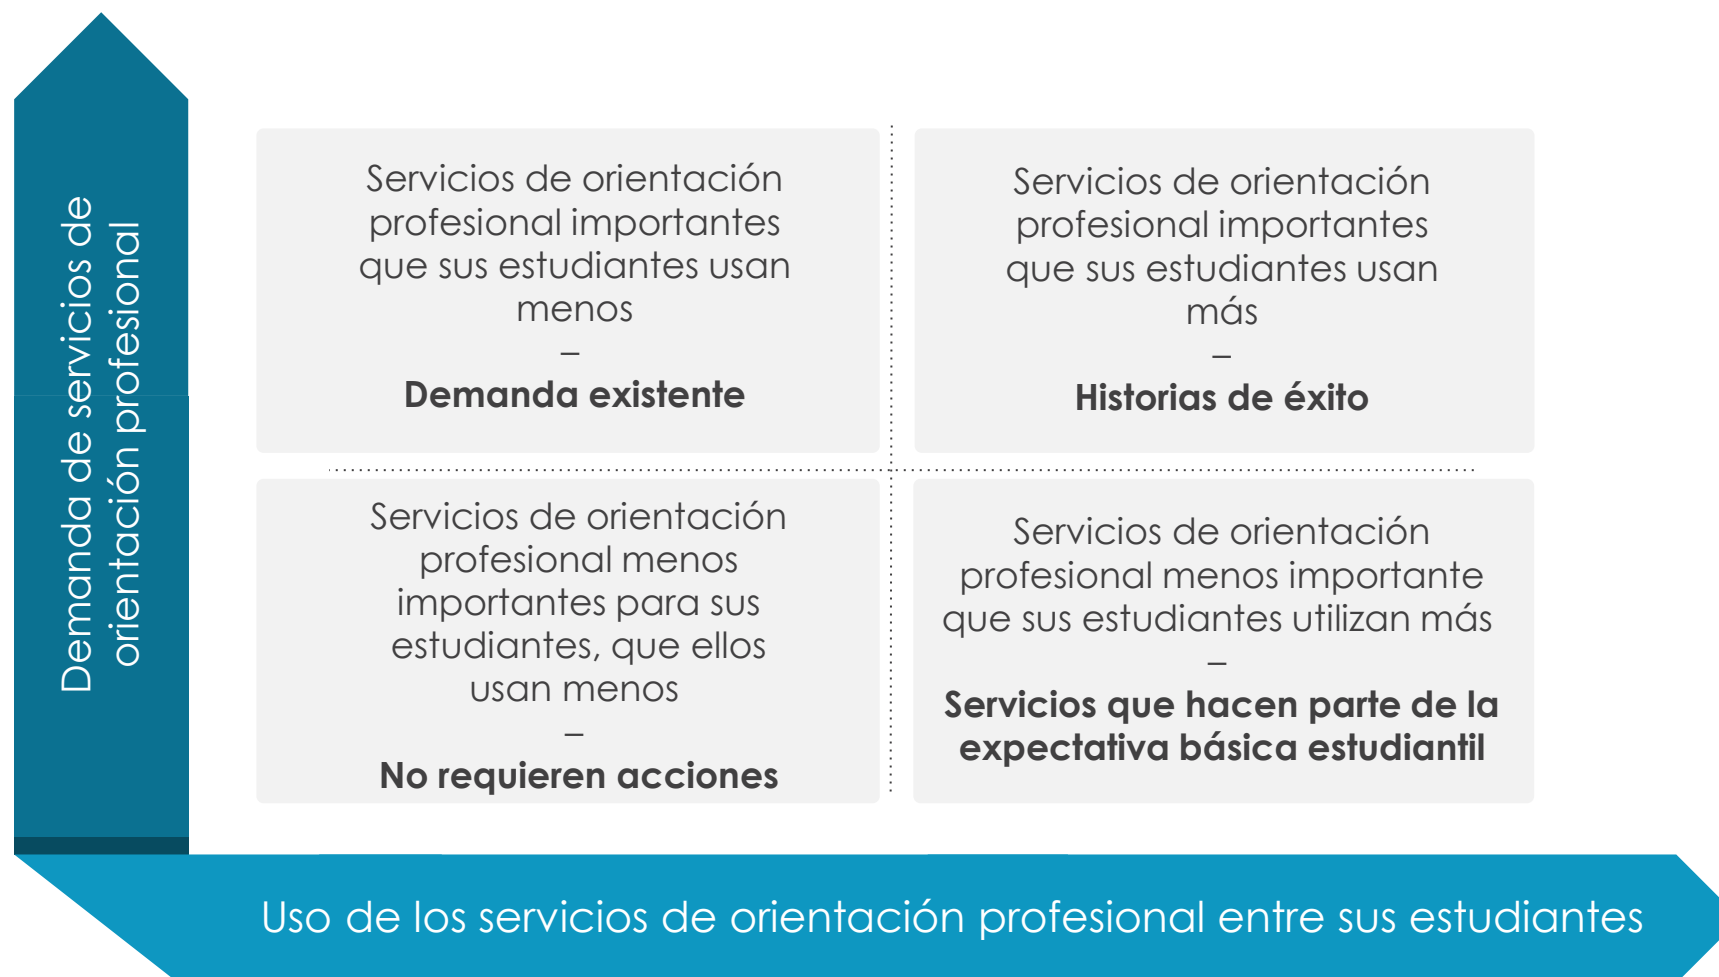 Demanda de servicios de
orientación profesional
Servicios de orientación
profesional importantes
que sus estudiantes usan
menos
–
Demanda existente
Servicios de orientación
profesional importantes
que sus estudiantes usan
más
–
Historias de éxito
Servicios de orientación
profesional menos
importantes para sus
estudiantes, que ellos
usan menos
–
No requieren acciones
Servicios de orientación
profesional menos importante
que sus estudiantes utilizan más
–
Servicios que hacen parte de la
expectativa básica estudiantil
Uso de los servicios de orientación profesional entre sus estudiantes